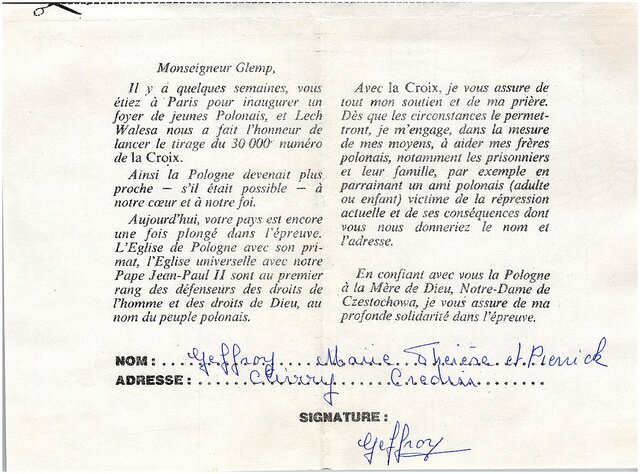 Monseigneur Glemp,
Il y a quelques semaines, vous
étiez à Paris pour inaugurer un
foyer de jeunes Polonais, et Lech
Walesa nous a fait l'honneur de
lancer le tirage du 30 000e numéro
de la Croix.
Ainsi la Pologne devenait plus
proche — s'il était possible — à
notre cœur et à notre foi.
Aujourd'hui, votre pays est encore
une fois plongé dans l'épreuve.
L'Eglise de Pologne avec son pri-
mat, l'Eglise universelle avec notre
Pape Jean-Paul II sont au premier
rang des défenseurs des droits de
l'homme et des droits de Dieu, au
nom du peuple polonais.
Avec la Croix, je vous assure de
tout mon soutien et de ma prière.
Dès que les circonstances le permet-
tront, je m'engage, dans la mesure
de mes moyens, à aider mes frères
polonais, notamment les prisonniers
et leur famille, par exemple en
parrainant un ami polonais (adulte
ou enfant) victime de la répression
actuelle et de ses conséquences dont
vous nous donneriez le nom et
l'adresse.
En confiant avec vous la Pologne
à la Mère de Dieu, Notre-Dame de
Czestochowa, je vous assure de ma
profonde solidarité dans l'épreuve.
NOM : Geffroy Marie Thérèse et Pierrick
ADRESSE : Credin
SIGNATURE :
Geffroy